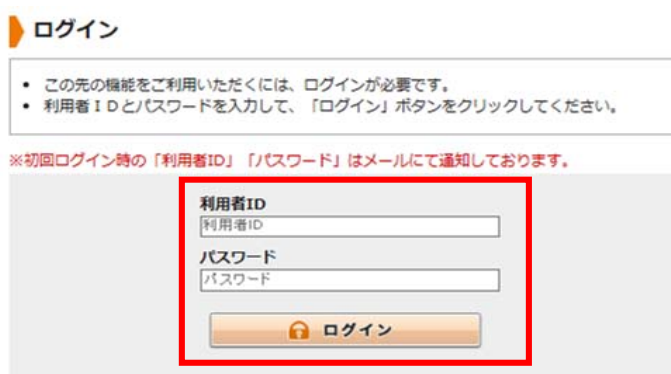 ログイン
• この先の機能をご利用いただくには、ログインが必要です。
• 利用者ＩＤとパスワードを入力して、「ログイン」ボタンをクリックしてください。
※初回ログイン時の「利用者ID」「パスワード」はメールにて通知しております。
利用者ID
利用者ID
パスワード
パスワード
ログイン